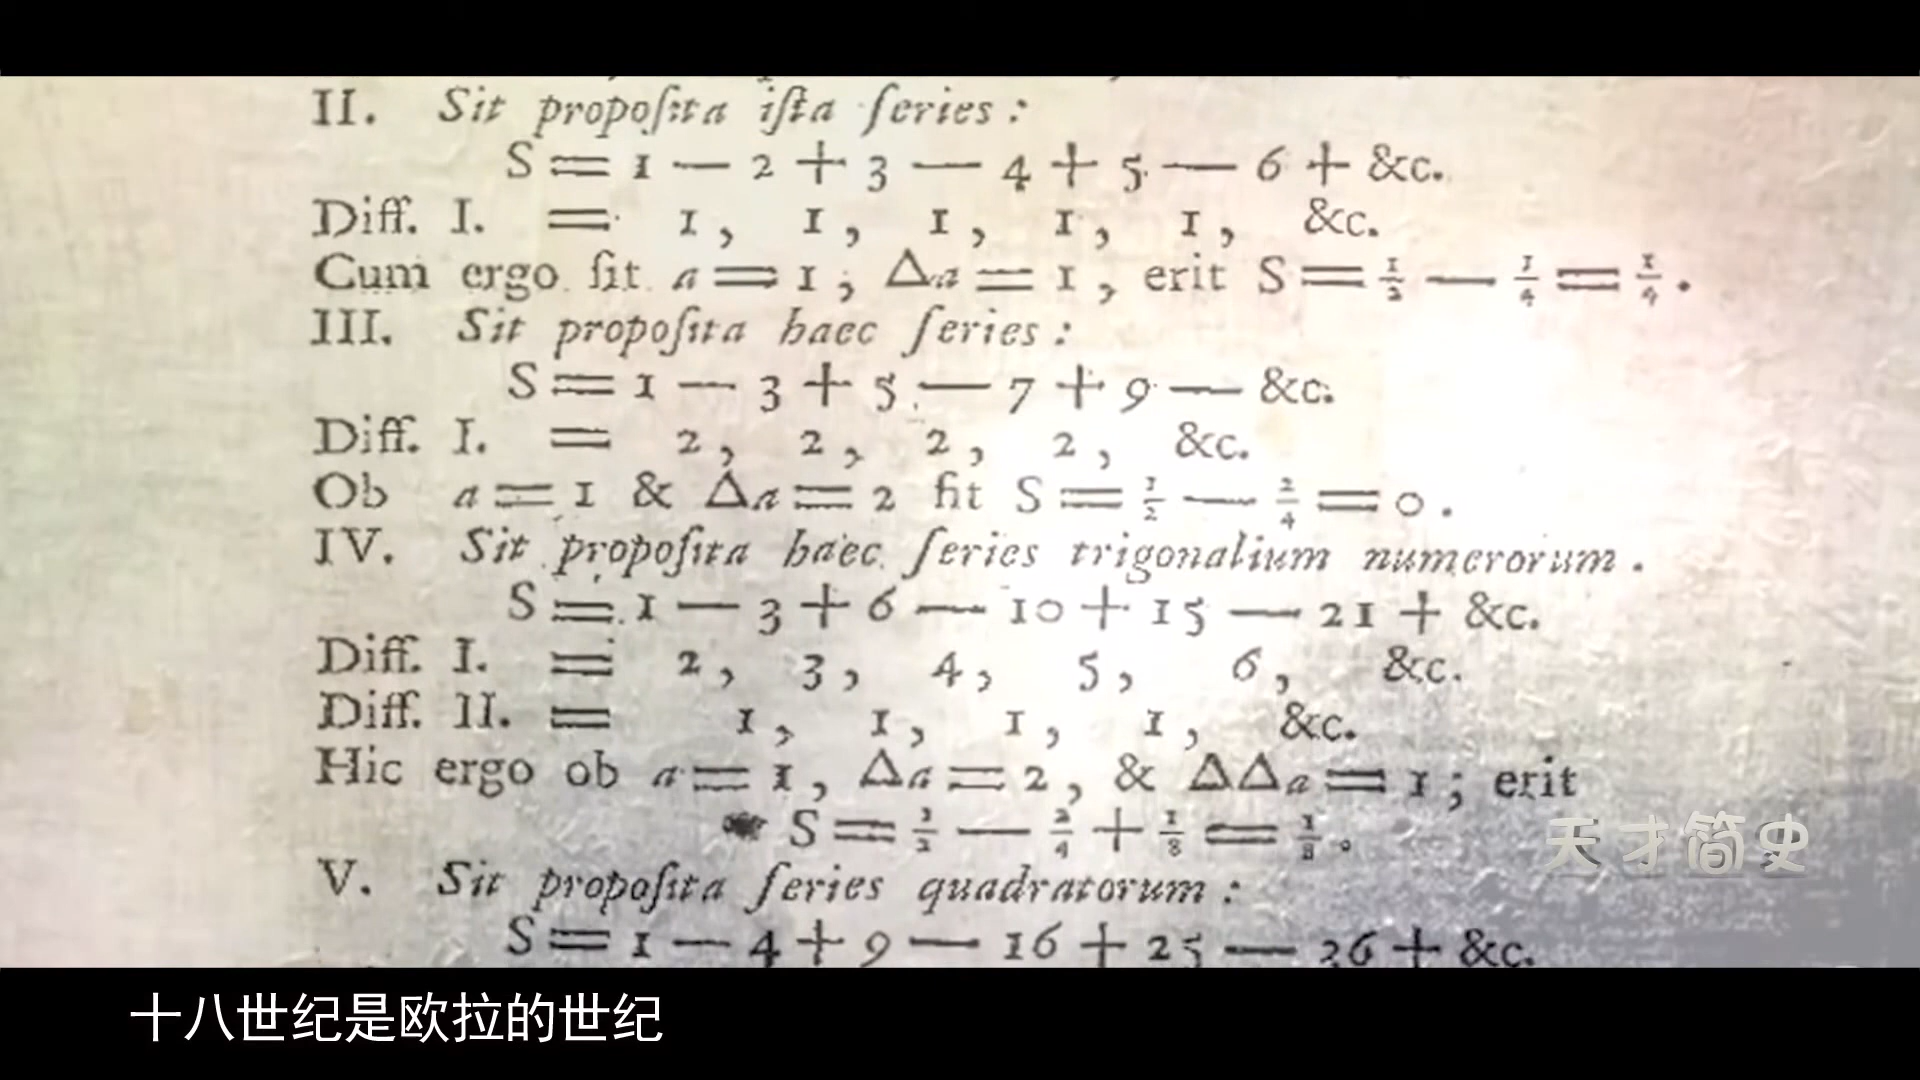 II. Sit propoſita iſta ſeries :
S = 1 — 2 + 3 — 4 + 5 — 6 + &c.
Diff. I. = 1, 1, 1, 1, 1, &c.
Cum ergo ſit a = 1, Δa = 1, erit S = 1/2 — 1/4 = 1/4.
III. Sit propoſita haec ſeries :
S = 1 — 3 + 5 — 7 + 9 — &c.
Diff. I. = 2, 2, 2, 2, &c.
Ob a = 1 & Δa = 2 fit S = 1/2 — 2/4 = 0.
IV. Sit propoſita haec ſeries trigonalium numerorum.
S = 1 — 3 + 6 — 10 + 15 — 21 + &c.
Diff. I. = 2, 3, 4, 5, 6, &c.
Diff. II. = 1, 1, 1, 1, &c.
Hic ergo ob a = 1, Δa = 2, & ΔΔa = 1; erit
S = 1/2 — 2/4 + 1/8 = 1/8.
天才简史
V. Sit propoſita ſeries quadratorum :
S = 1 — 4 + 9 — 16 + 25 — 36 + &c.
十八世纪是欧拉的世纪